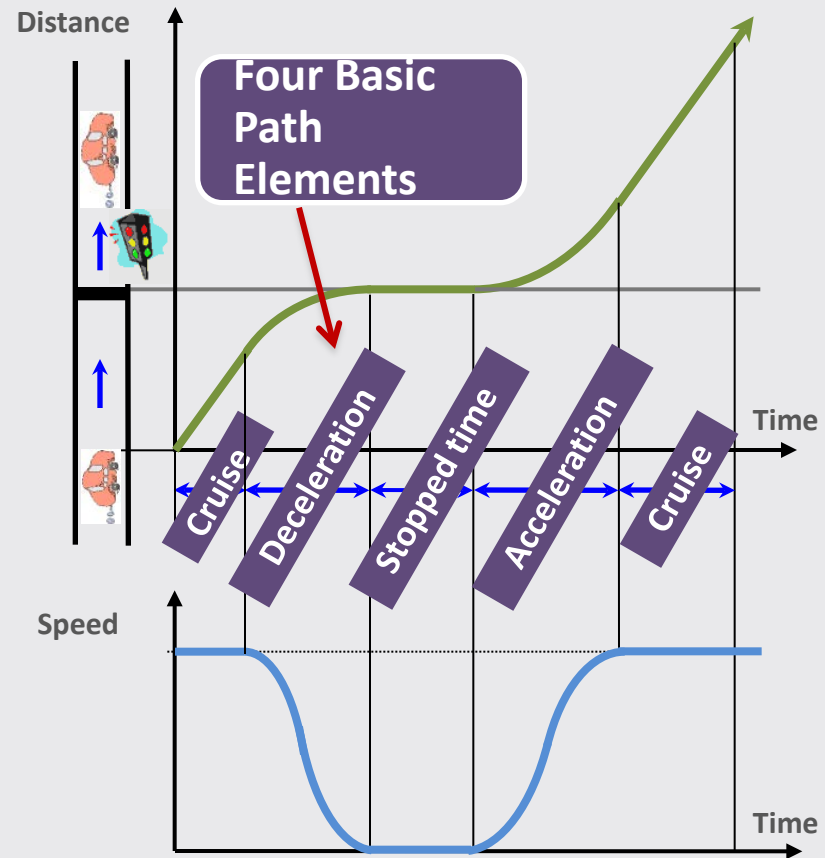 Distance
Four Basic
Path
Elements
Time
Cruise
Deceleration
Stopped time
Acceleration
Cruise
Speed
Time